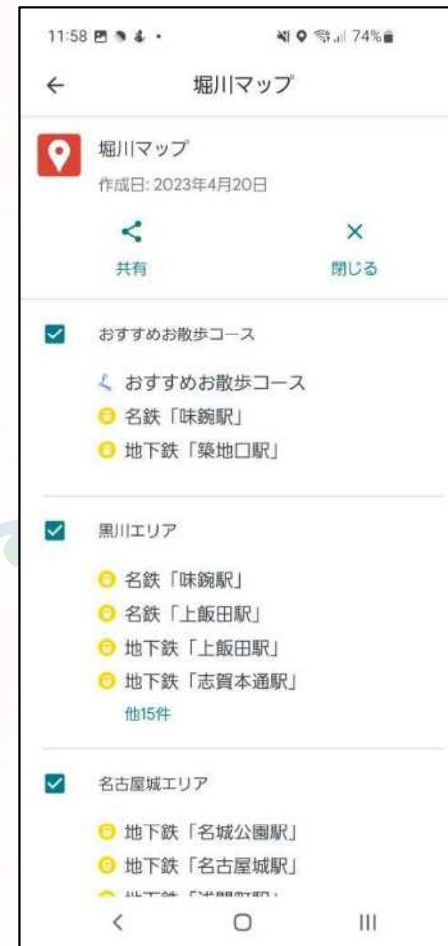 11:58
74%
堀川マップ
堀川マップ
作成日: 2023年4月20日
共有
閉じる
おすすめお散歩コース
おすすめお散歩コース
名鉄「味鋺駅」
地下鉄「築地口駅」
黒川エリア
名鉄「味鋺駅」
名鉄「上飯田駅」
地下鉄「上飯田駅」
地下鉄「志賀本通駅」
他15件
名古屋城エリア
地下鉄「名城公園駅」
地下鉄「名古屋城駅」